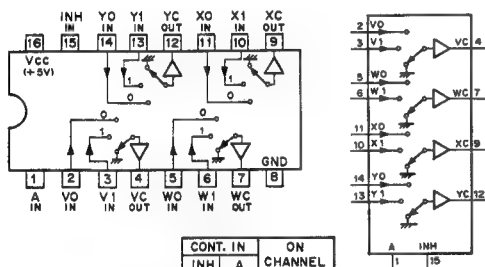 INH IN YO IN Y1 IN YC OUT XO IN X1 IN XC OUT
16 15 14 13 12 11 10 9
VCC (+5V)
1 0 1 0
0 1 0 1
GND
1 2 3 4 5 6 7 8
A IN VO IN V1 IN VC OUT WO IN W1 IN WC OUT
2 VO
3 V1
VC 4
5 WO
6 W1
WC 7
11 XO
10 X1
XC 9
14 YO
13 Y1
YC 12
A INH
1 15
CONT. IN ON CHANNEL
INH A